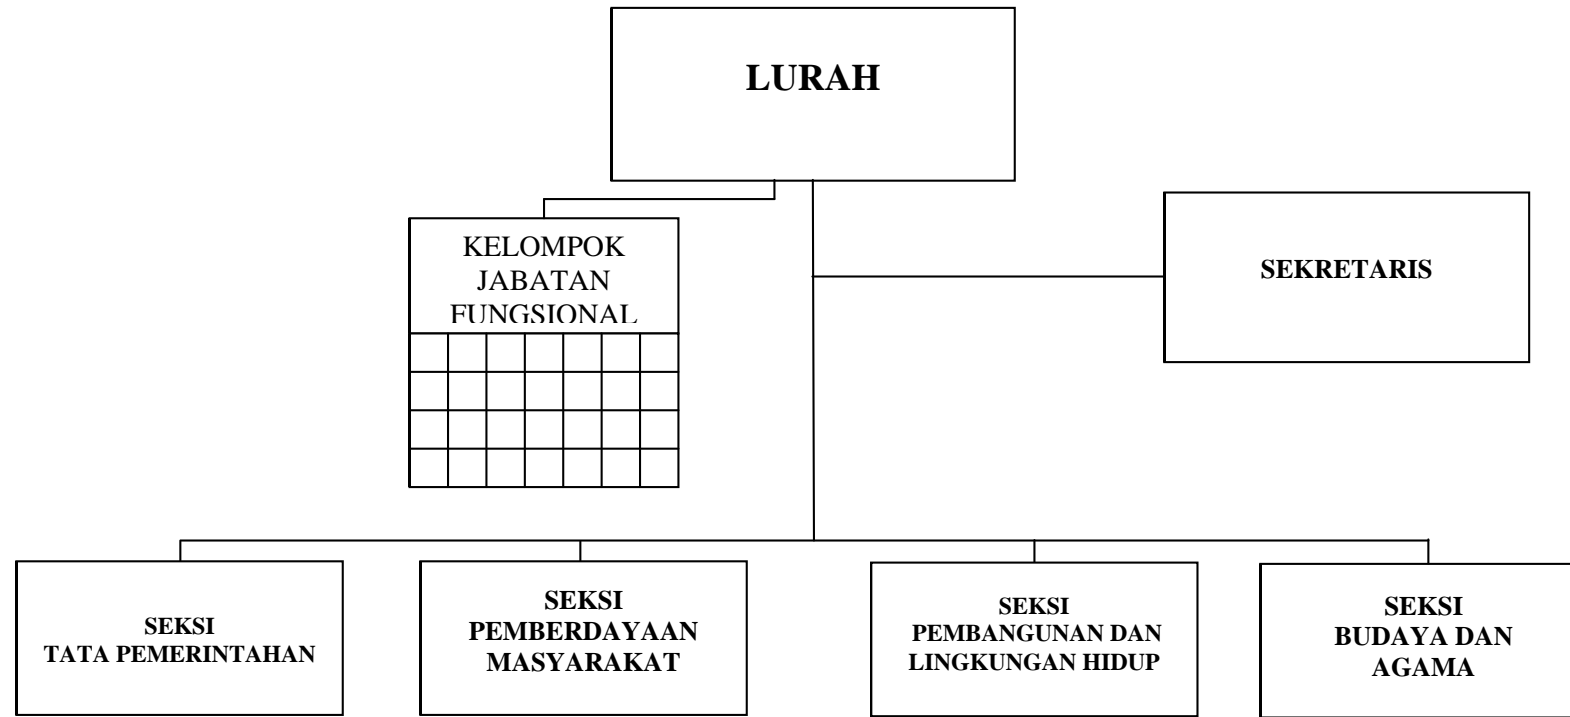 LURAH
KELOMPOK
JABATAN
FUNGSIONAL
SEKRETARIS
SEKSI
TATA PEMERINTAHAN
SEKSI
PEMBERDAYAAN
MASYARAKAT
SEKSI
PEMBANGUNAN DAN
LINGKUNGAN HIDUP
SEKSI
BUDAYA DAN
AGAMA